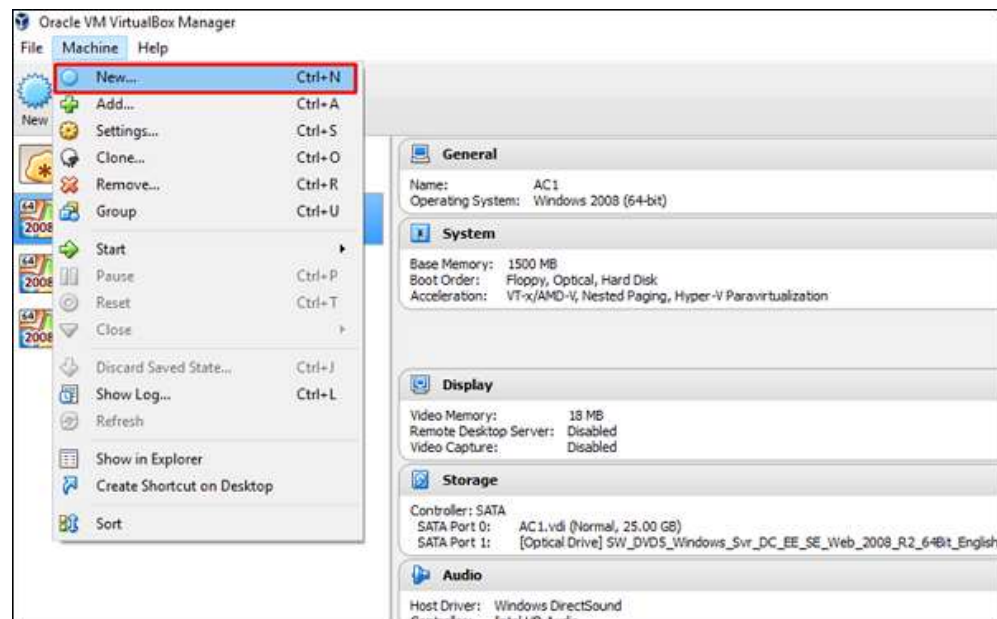 Oracle VM VirtualBox Manager
File Machine Help
New
New... Ctrl+N
Add... Ctrl+A
Settings... Ctrl+S
Clone... Ctrl+O
Remove... Ctrl+R
Group Ctrl+U
Start
Pause Ctrl+P
Reset Ctrl+T
Close
Discard Saved State... Ctrl+J
Show Log... Ctrl+L
Refresh
Show in Explorer
Create Shortcut on Desktop
Sort
64
2008
64
2008
64
2008
General
Name: AC1
Operating System: Windows 2008 (64-bit)
System
Base Memory: 1500 MB
Boot Order: Floppy, Optical, Hard Disk
Acceleration: VT-x/AMD-V, Nested Paging, Hyper-V Paravirtualization
Display
Video Memory: 18 MB
Remote Desktop Server: Disabled
Video Capture: Disabled
Storage
Controller: SATA
SATA Port 0: AC1.vdi (Normal, 25.00 GB)
SATA Port 1: [Optical Drive] SW_DVD5_Windows_Svr_DC_EE_SE_Web_2008_R2_64Bit_English
Audio
Host Driver: Windows DirectSound